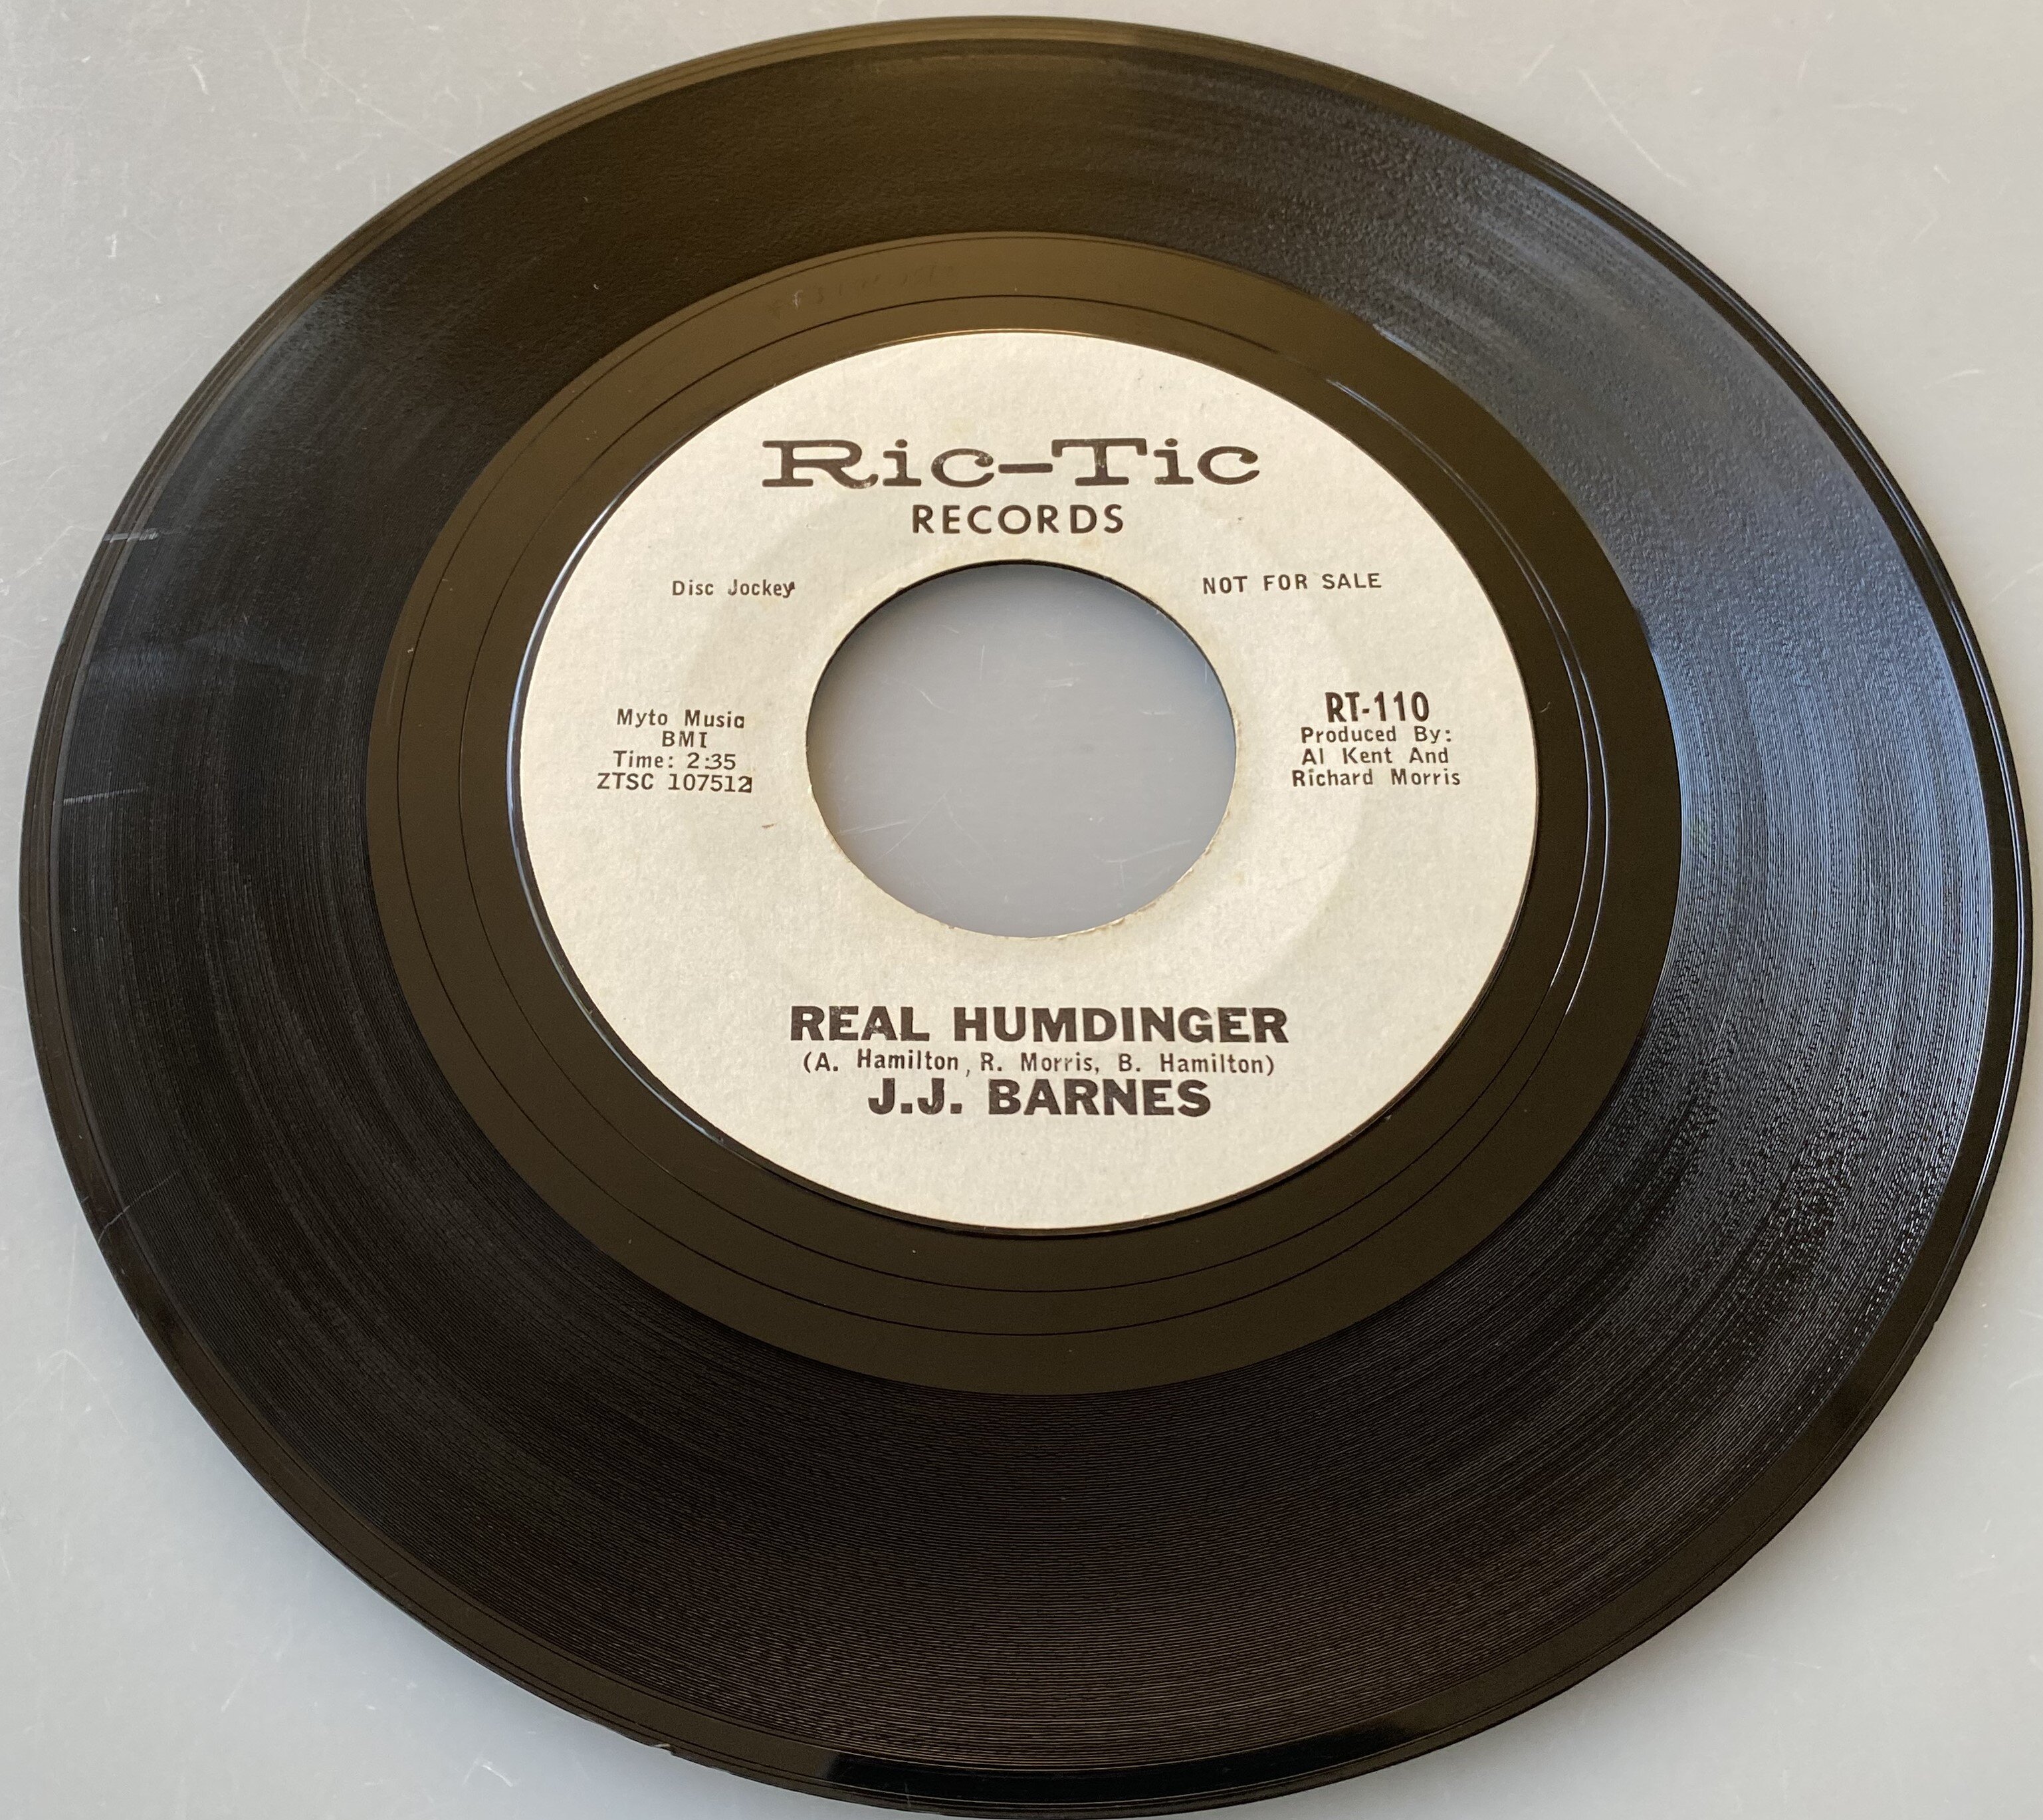 Ric-Tic
RECORDS
Disc Jockey
NOT FOR SALE
Myto Music
BMI
Time: 2:35
ZTSC 107512
RT-110
Produced By:
Al Kent And
Richard Morris
REAL HUMDINGER
(A. Hamilton, R. Morris, B. Hamilton)
J.J. BARNES